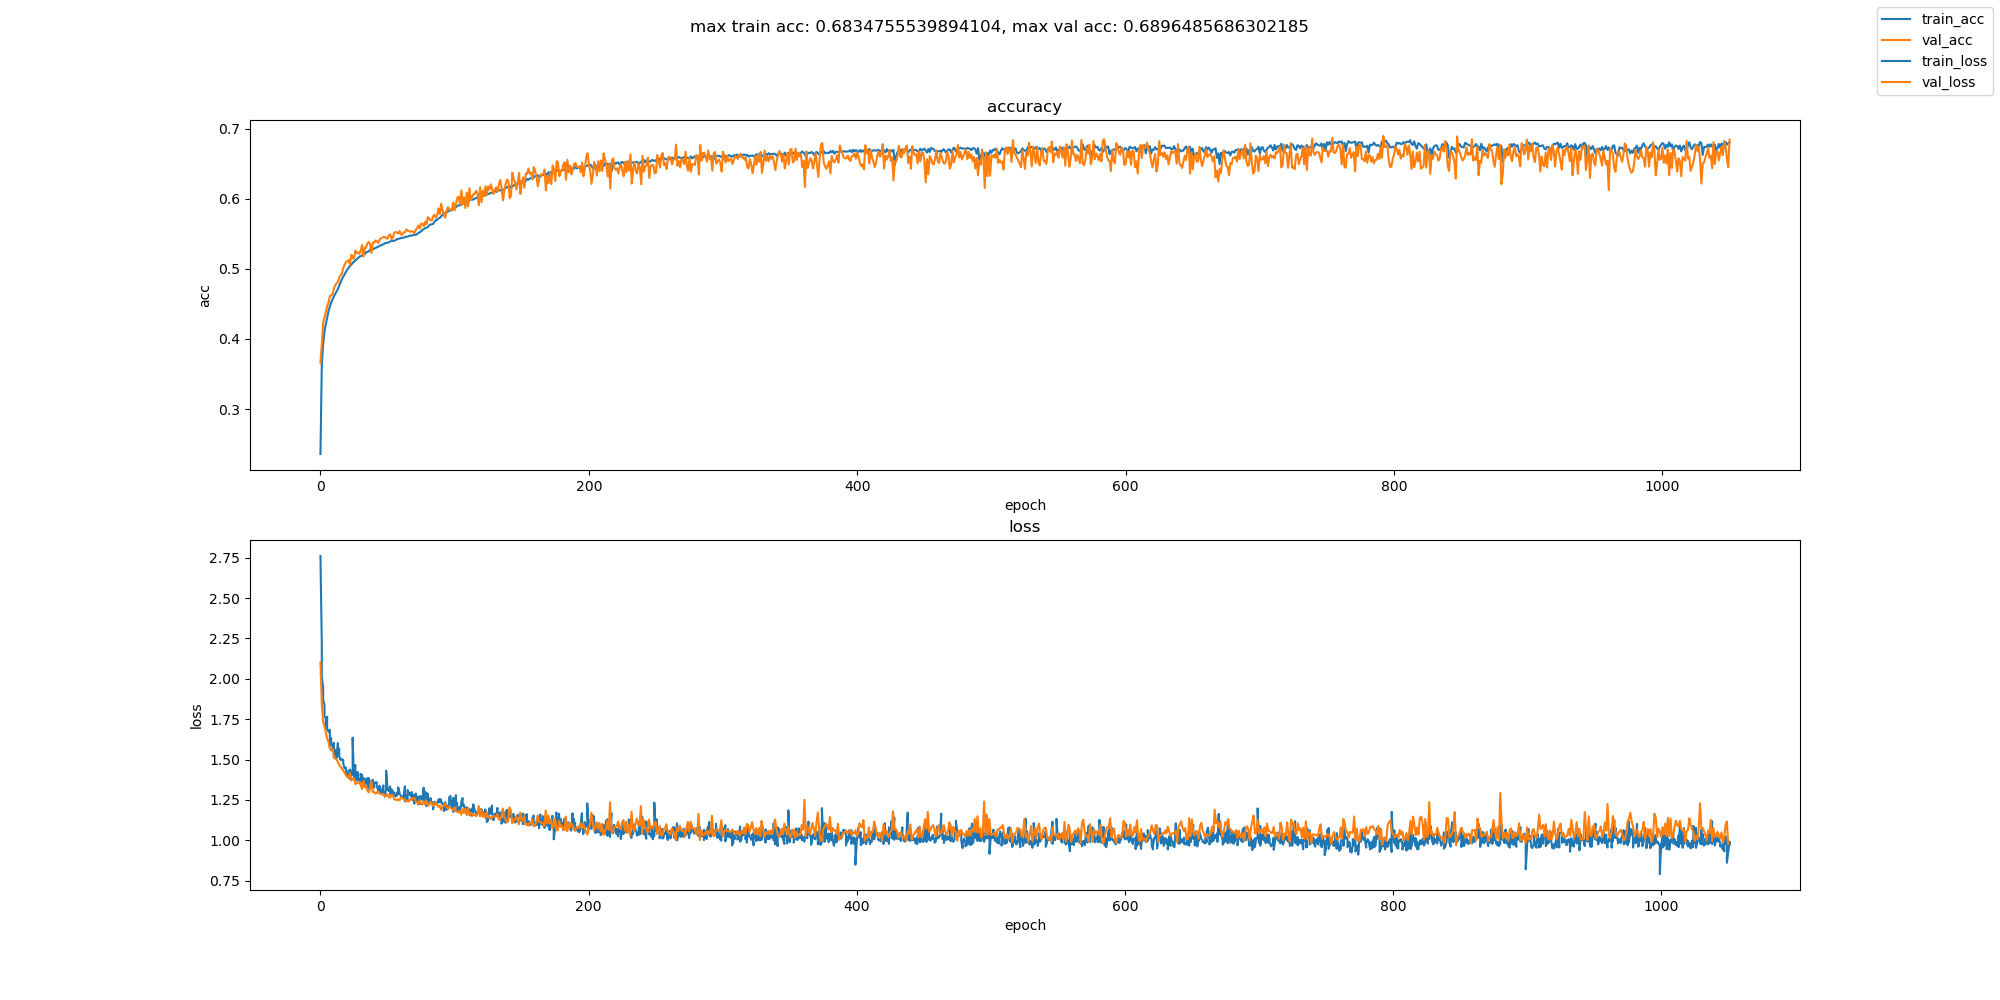 max train acc: 0.6834755539894104, max val acc: 0.6896485686302185
train_acc
val_acc
train_loss
val_loss
accuracy
0.7
0.6
0.5
0.4
0.3
acc
0 200 400 600 800 1000
epoch
loss
2.75
2.50
2.25
2.00
1.75
1.50
1.25
1.00
0.75
loss
0 200 400 600 800 1000
epoch